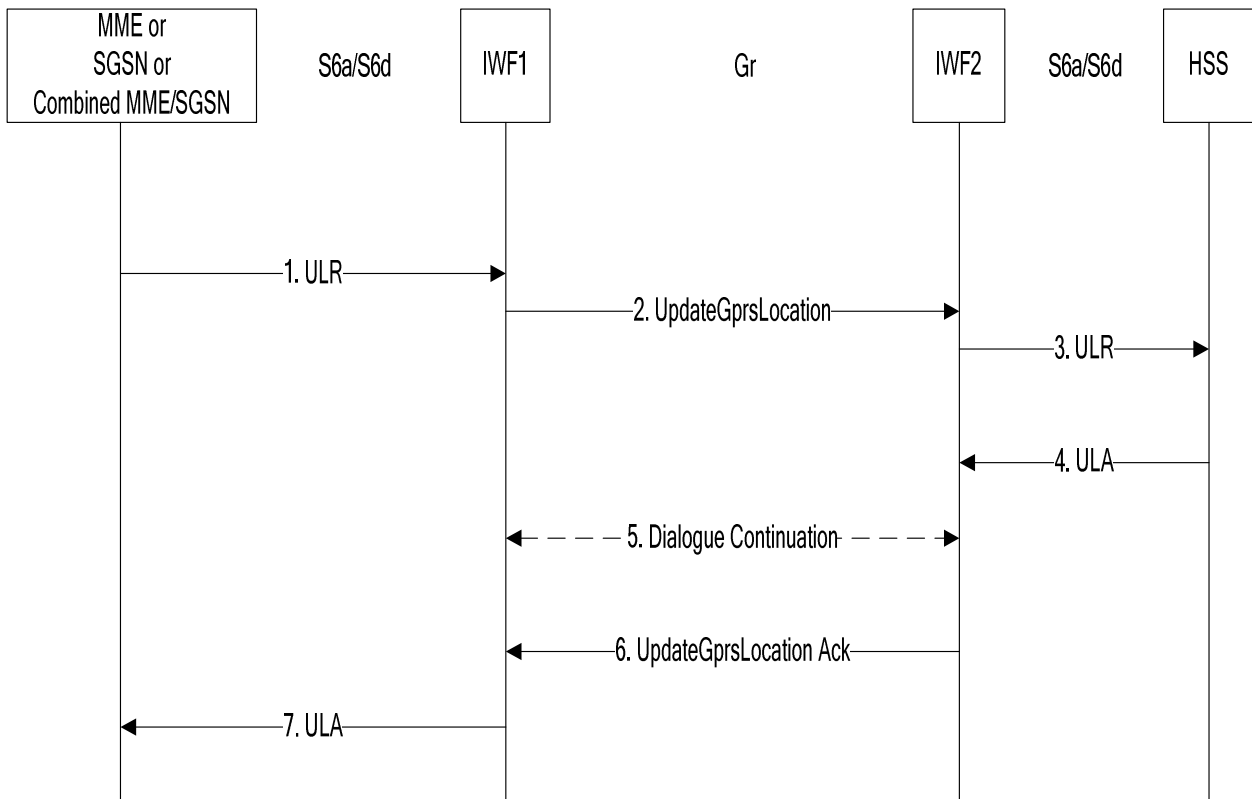 MME or
SGSN or
Combined MME/SGSN
S6a/S6d
IWF1
Gr
IWF2
S6a/S6d
HSS
1. ULR
2. UpdateGprsLocation
3. ULR
4. ULA
5. Dialogue Continuation
6. UpdateGprsLocation Ack
7. ULA